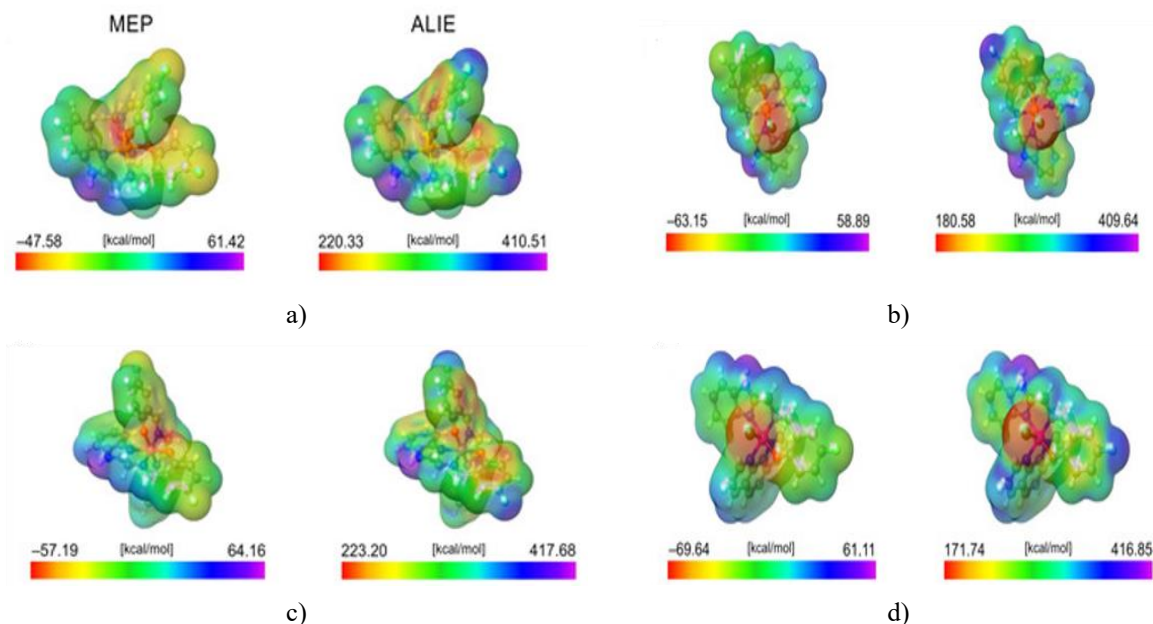 MEP ALIE
−47.58 [kcal/mol] 61.42 220.33 [kcal/mol] 410.51
−63.15 [kcal/mol] 58.89 180.58 [kcal/mol] 409.64
a) b)
−57.19 [kcal/mol] 64.16 223.20 [kcal/mol] 417.68
−69.64 [kcal/mol] 61.11 171.74 [kcal/mol] 416.85
c) d)